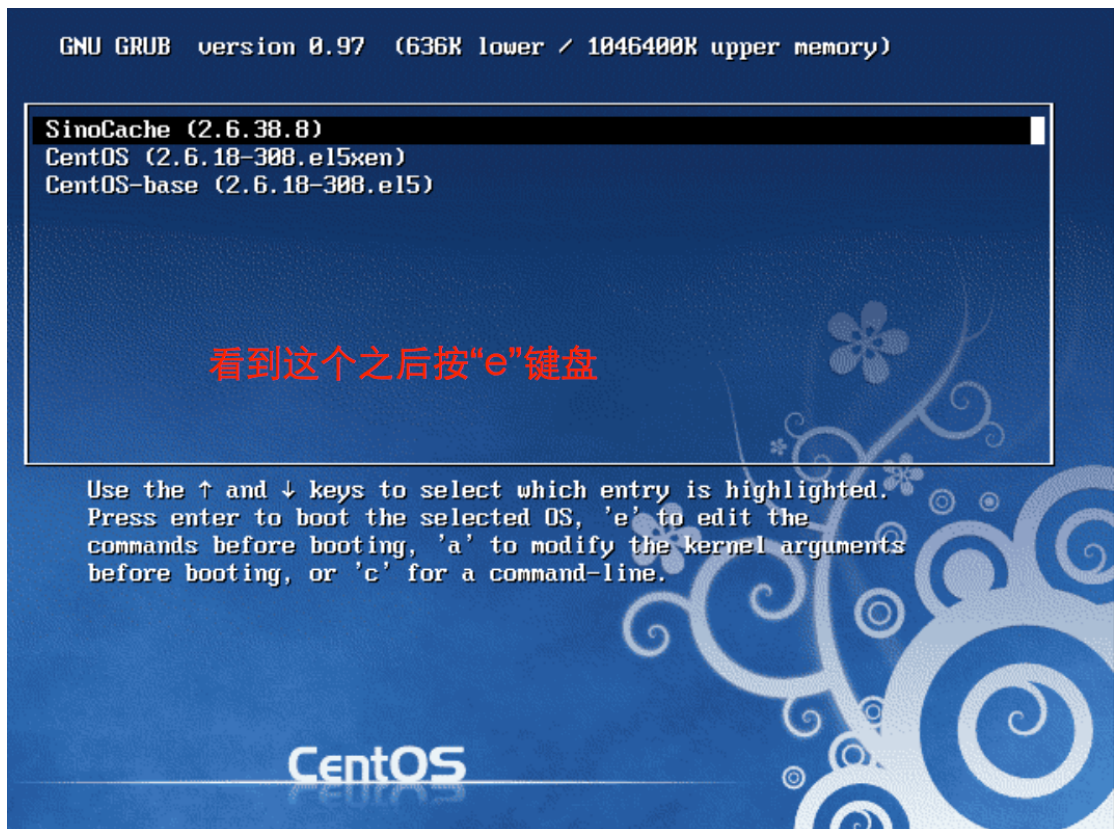 GNU GRUB  version 0.97  (636K lower / 1046400K upper memory)
SinoCache (2.6.38.8)
CentOS (2.6.18-308.el5xen)
CentOS-base (2.6.18-308.el5)
看到这个之后按“e”键盘
Use the ↑ and ↓ keys to select which entry is highlighted.
Press enter to boot the selected OS, 'e' to edit the
commands before booting, 'a' to modify the kernel arguments
before booting, or 'c' for a command-line.
CentOS